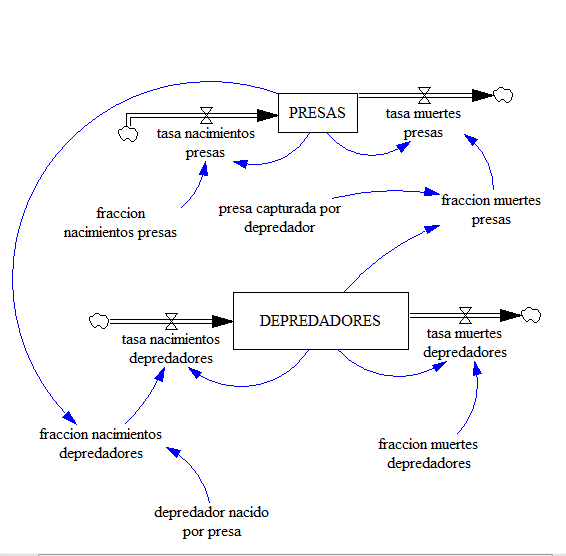 PRESAS
tasa muertes
presas
tasa nacimientos
presas
fraccion
nacimientos presas
presa capturada por
depredador
fraccion muertes
presas
DEPREDADORES
tasa nacimientos
depredadores
tasa muertes
depredadores
fraccion nacimientos
depredadores
fraccion muertes
depredadores
depredador nacido
por presa